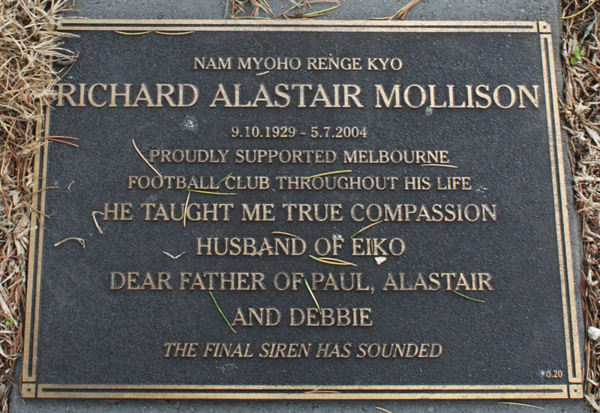 NAM MYOHO RENGE KYO
RICHARD ALASTAIR MOLLISON
9.10.1929 ~ 5.7.2004
PROUDLY SUPPORTED MELBOURNE
FOOTBALL CLUB THROUGHOUT HIS LIFE
HE TAUGHT ME TRUE COMPASSION
HUSBAND OF EIKO
DEAR FATHER OF PAUL, ALASTAIR
AND DEBBIE
THE FINAL SIREN HAS SOUNDED